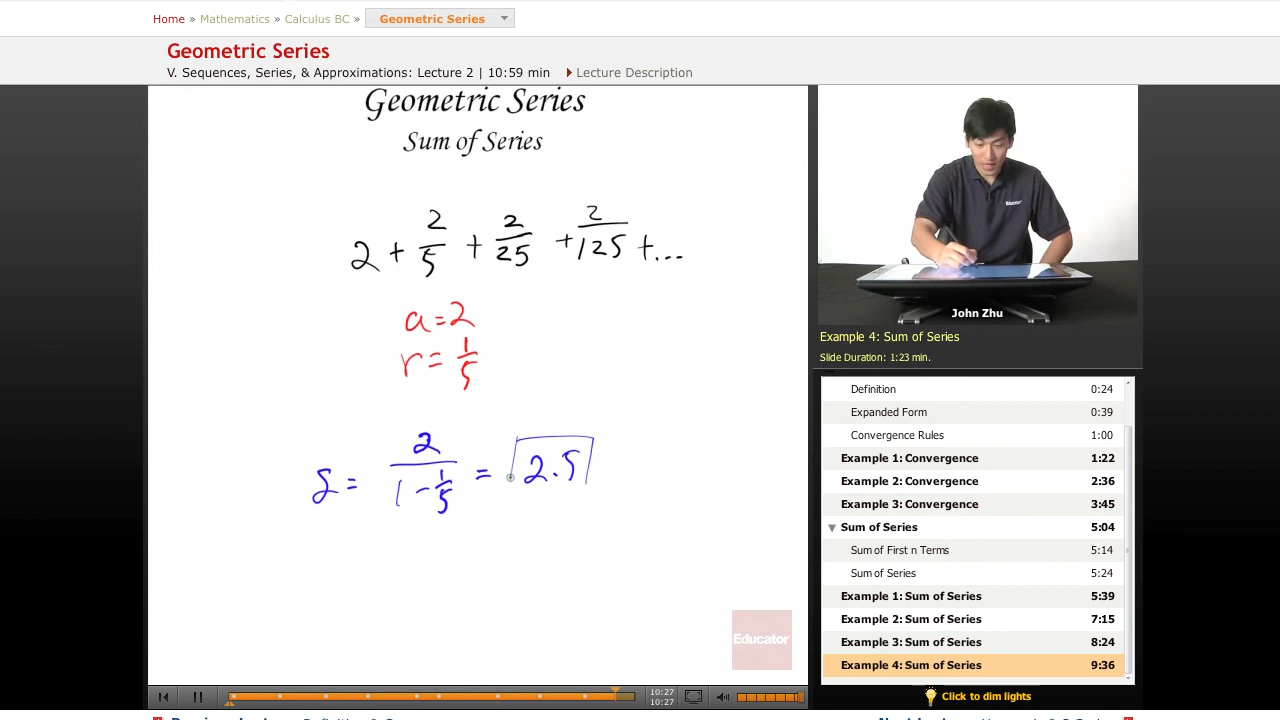 Home » Mathematics » Calculus BC » Geometric Series
Geometric Series
V. Sequences, Series, & Approximations: Lecture 2 | 10:59 min Lecture Description
Geometric Series
Sum of Series
2 + 2/5 + 2/25 + 2/125 + ...
a = 2
r = 1/5
S = 2/(1 - 1/5) = 2.5
Educator
Educator
John Zhu
Example 4: Sum of Series
Slide Duration: 1:23 min.
Definition 0:24
Expanded Form 0:39
Convergence Rules 1:00
Example 1: Convergence 1:22
Example 2: Convergence 2:36
Example 3: Convergence 3:45
Sum of Series 5:04
Sum of First n Terms 5:14
Sum of Series 5:24
Example 1: Sum of Series 5:39
Example 2: Sum of Series 7:15
Example 3: Sum of Series 8:24
Example 4: Sum of Series 9:36
10:27
10:27
Click to dim lights